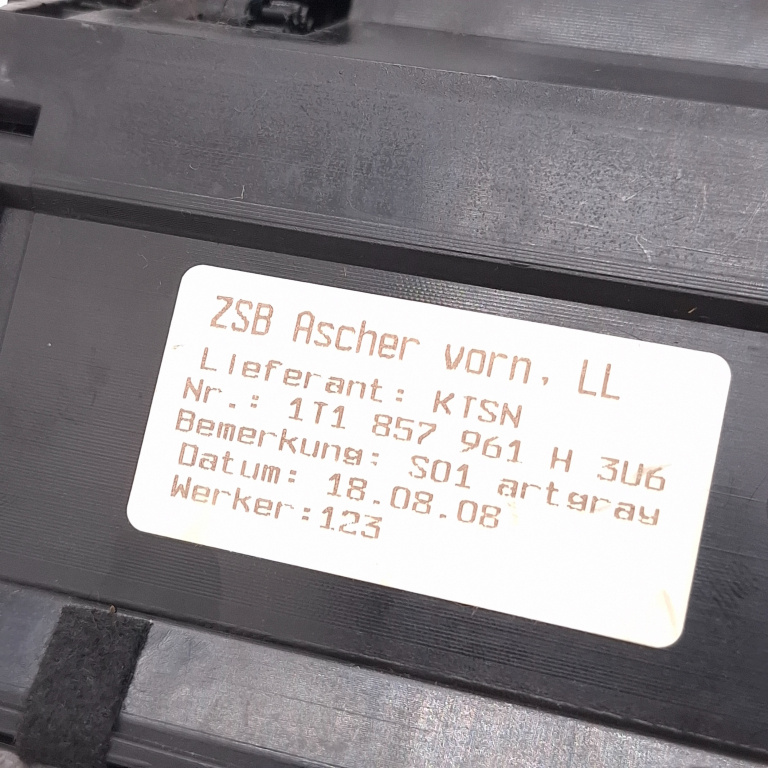 ZSB Ascher vorn. LL
Lieferant: KTSN
Nr.: 1T1 857 961 H 3U6
Bemerkung: S01 artgray
Datum: 18.08.08
Werker:123